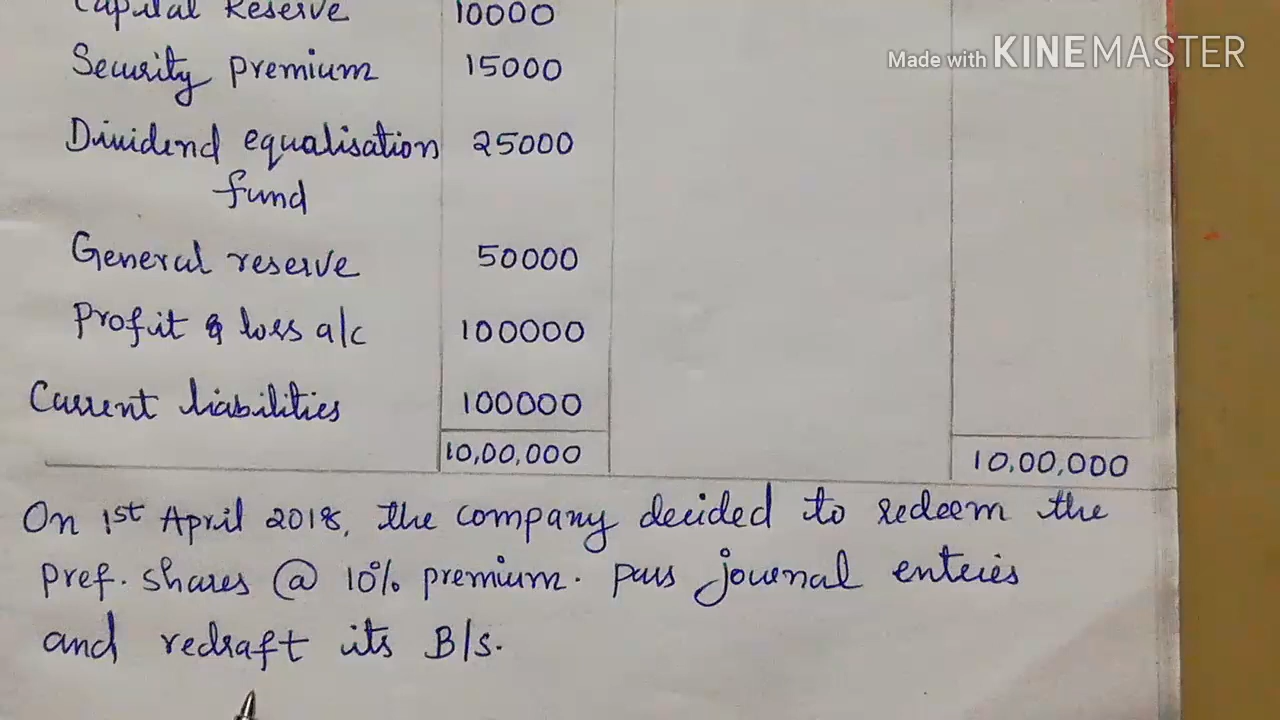 Capital Reserve 10000
Made with KINEMASTER
Security premium 15000
Dividend equalisation 25000
fund
General reserve 50000
Profit & loss a/c 100000
Current liabilities 100000
10,00,000 10,00,000
On 1st April 2018, the company decided to redeem the
pref. shares @ 10% premium. Pass journal enteries
and redraft its B/s.